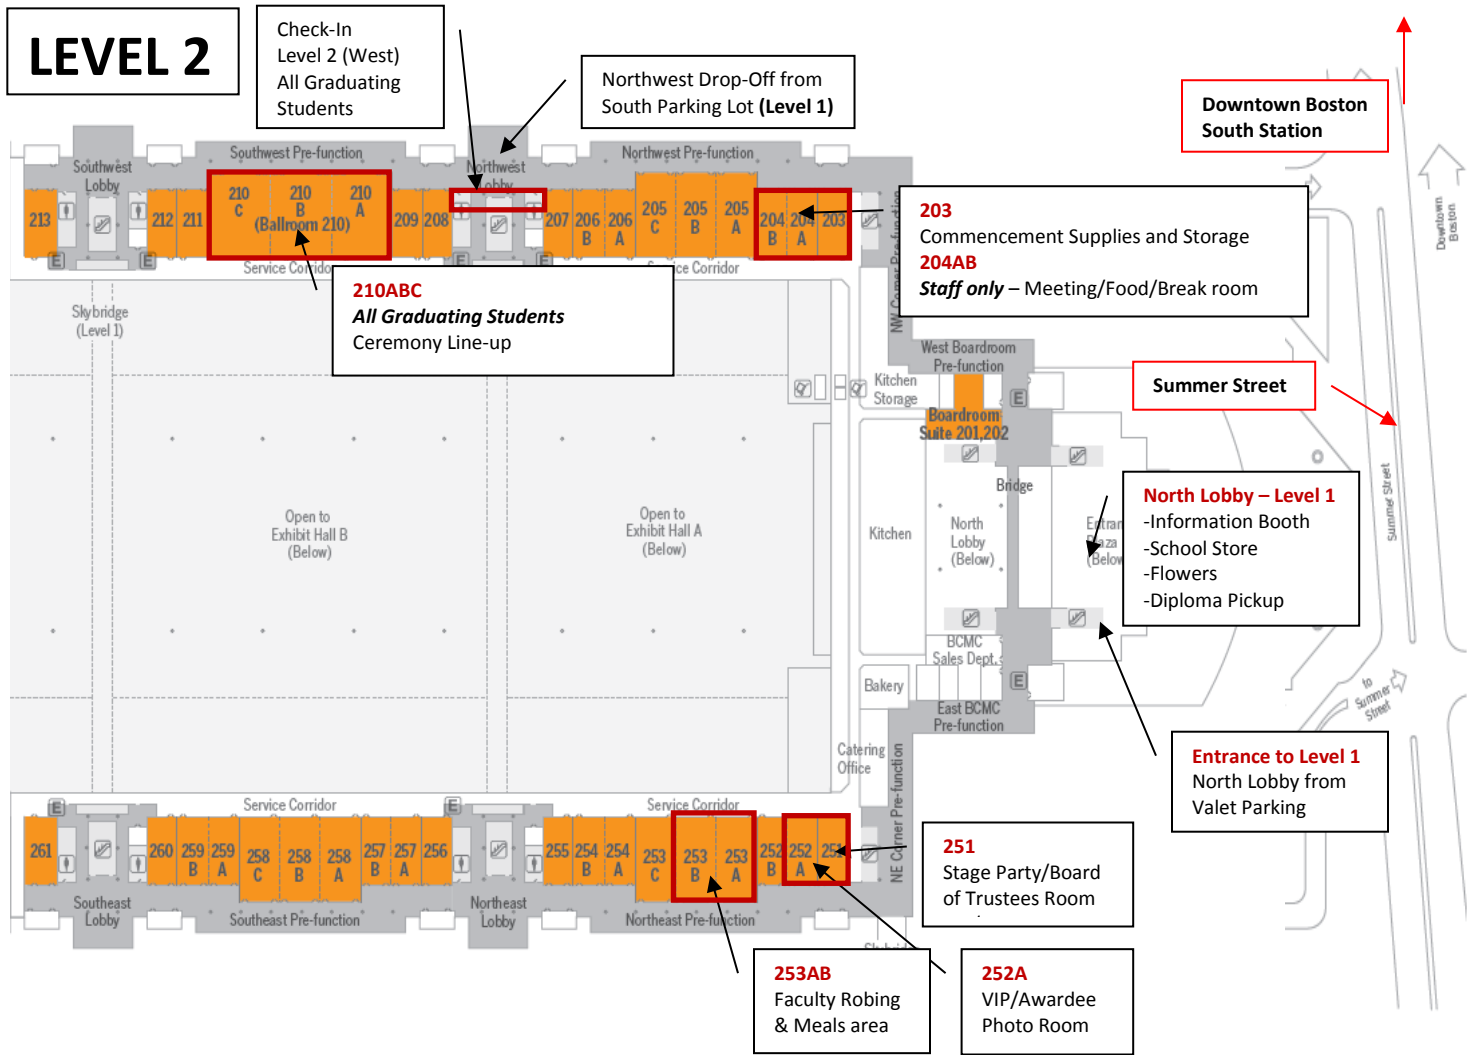 LEVEL 2
Check-In
Level 2 (West)
All Graduating
Students
Northwest Drop-Off from
South Parking Lot (Level 1)
Downtown Boston
South Station
Southwest
Lobby
Southwest Pre-function
Northwest
Lobby
Northwest Pre-function
213
212
211
210
C
210
B
210
A
(Ballroom 210)
209
208
207
206
B
206
A
205
C
205
B
205
A
204
B
204
A
203
E
E
E
Service Corridor
Service Corridor
NW Corner Pre-function
203
Commencement Supplies and Storage
204AB
Staff only – Meeting/Food/Break room
Downtown
Boston
210ABC
All Graduating Students
Ceremony Line-up
Skybridge
(Level 1)
West Boardroom
Pre-function
Kitchen
Storage
E
Boardroom
Suite 201,202
Summer Street
Bridge
Open to
Exhibit Hall B
(Below)
Open to
Exhibit Hall A
(Below)
Kitchen
North
Lobby
(Below)
Plaza
North Lobby – Level 1
-Information Booth
-School Store
-Flowers
-Diploma Pickup
Summer Street
BCMC
Sales Dept.
Bakery
E
East BCMC
Pre-function
to
Summer
Street
Catering
Office
Entrance to Level 1
North Lobby from
Valet Parking
Service Corridor
Service Corridor
E
E
NE Corner Pre-function
261
260
259
B
259
A
258
C
258
B
258
A
257
B
257
A
256
255
254
B
254
A
253
C
253
B
253
A
252
B
252
A
251
Southeast
Lobby
Southeast Pre-function
Northeast
Lobby
Northeast Pre-function
251
Stage Party/Board
of Trustees Room
253AB
Faculty Robing
& Meals area
252A
VIP/Awardee
Photo Room